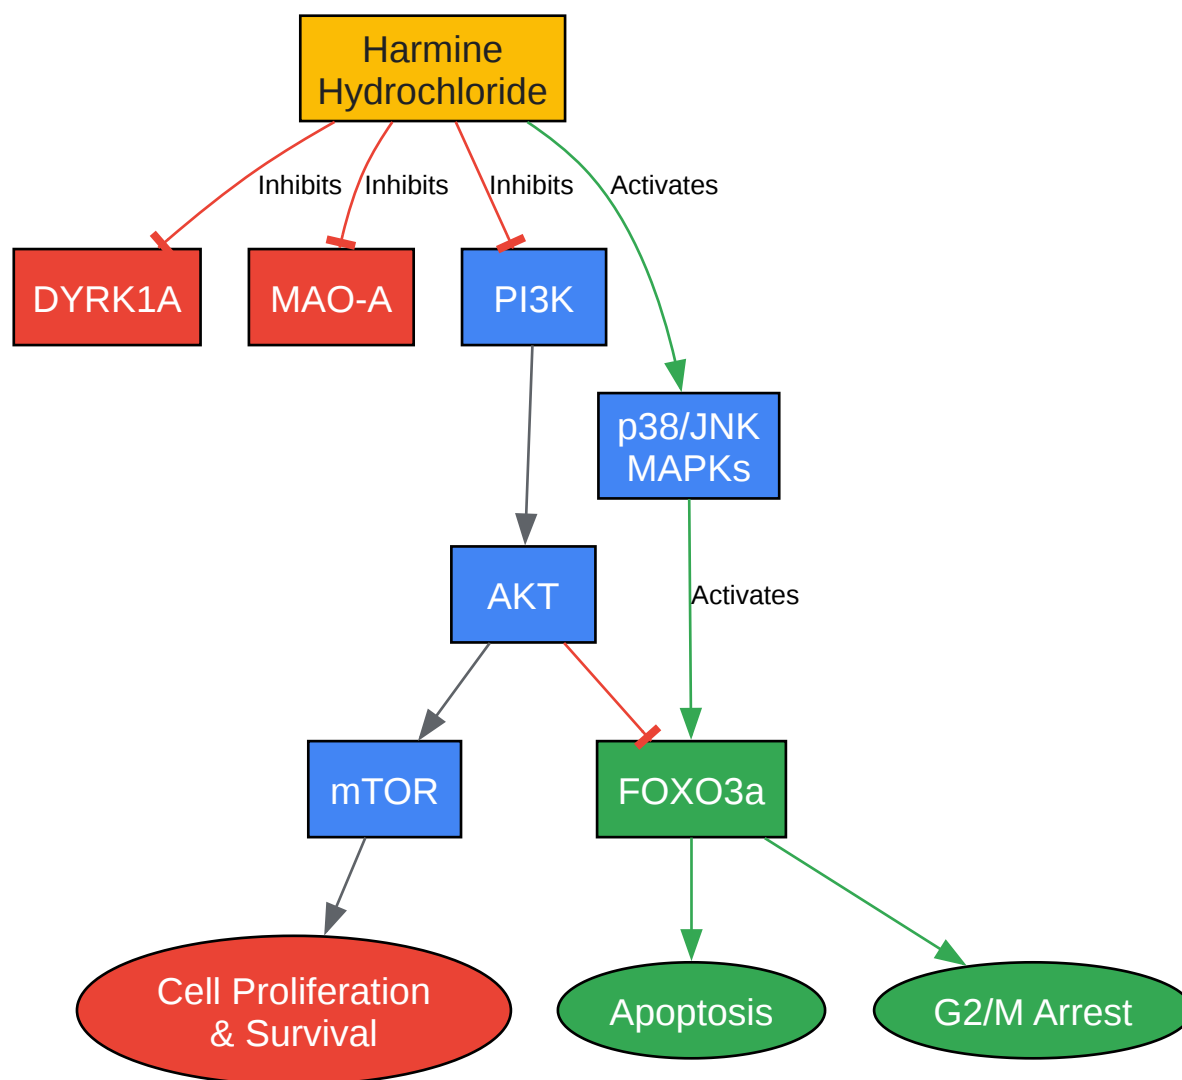 Harmine
Hydrochloride
Inhibits
Inhibits
Inhibits
Activates
DYRK1A
MAO-A
PI3K
p38/JNK
MAPKs
AKT
Activates
mTOR
FOXO3a
Cell Proliferation
& Survival
Apoptosis
G2/M Arrest